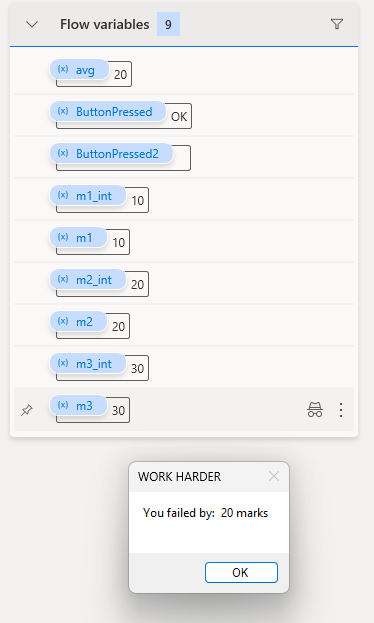 Flow variables 9
(x) avg 20
(x) ButtonPressed OK
(x) ButtonPressed2
(x) m1_int 10
(x) m1 10
(x) m2_int 20
(x) m2 20
(x) m3_int 30
(x) m3 30
WORK HARDER
You failed by:  20 marks
OK